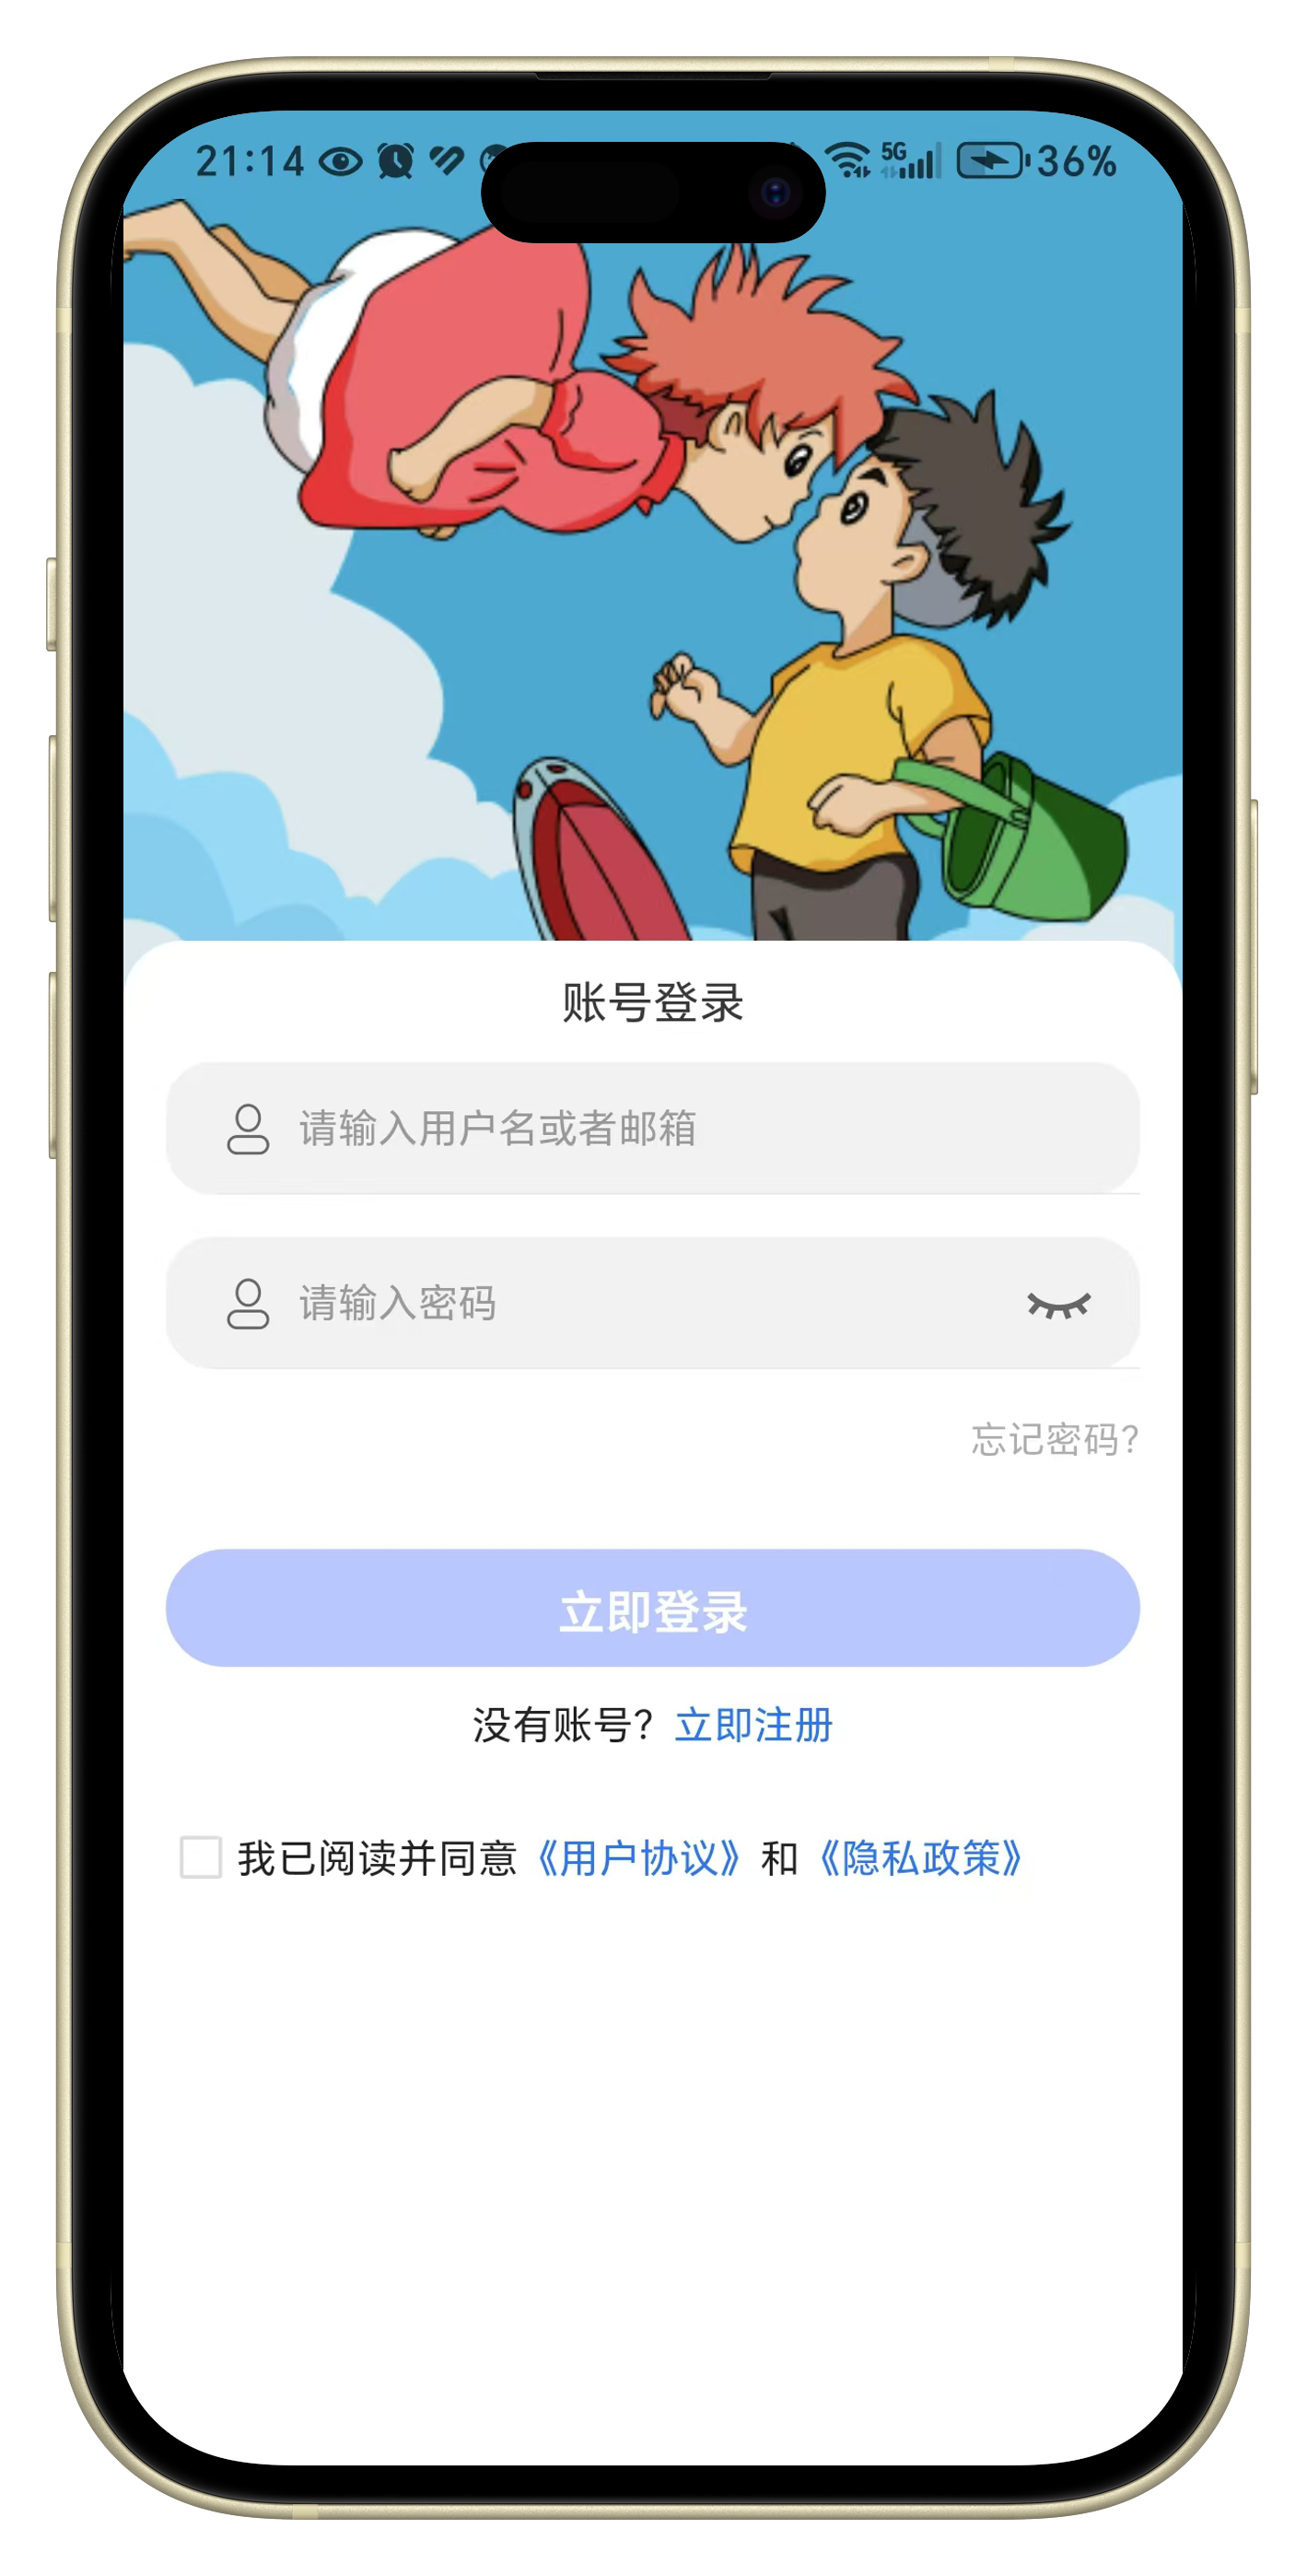 21:14 5G 36%
账号登录
请输入用户名或者邮箱
请输入密码
忘记密码?
立即登录
没有账号? 立即注册
我已阅读并同意《用户协议》和《隐私政策》